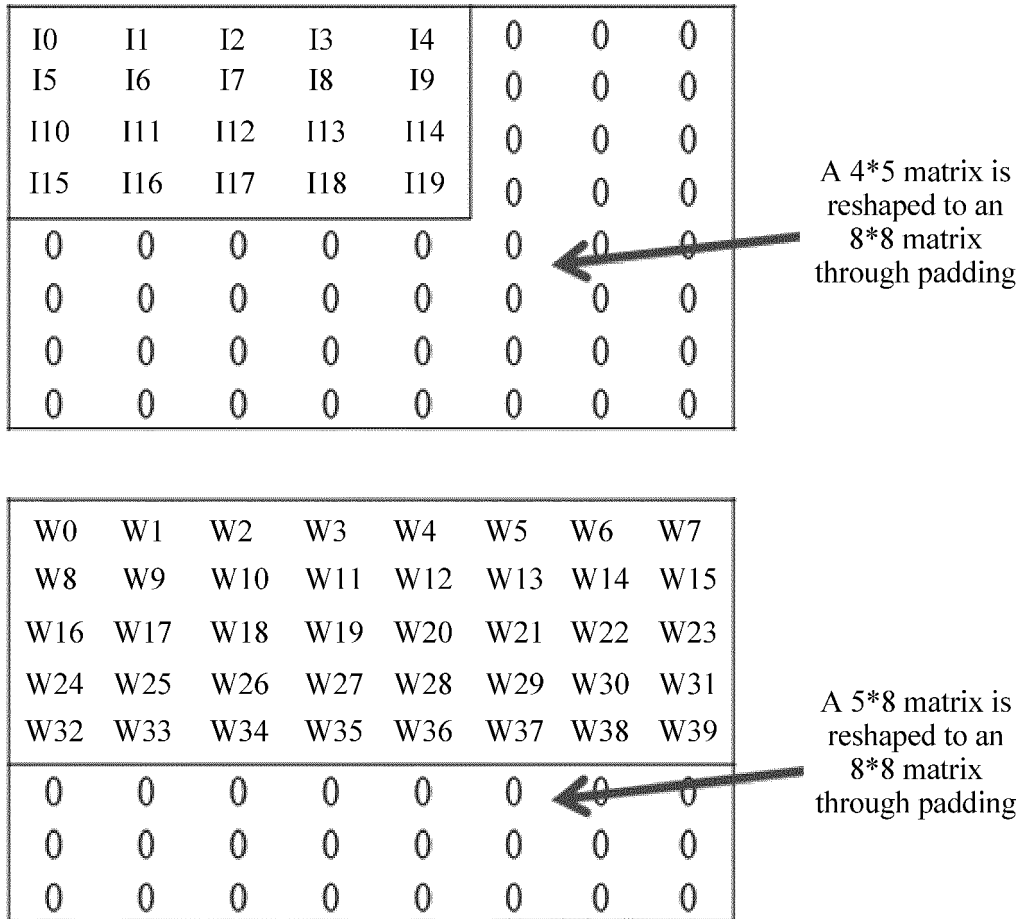 I0 I1 I2 I3 I4 0 0 0
I5 I6 I7 I8 I9 0 0 0
I10 I11 I12 I13 I14 0 0 0
I15 I16 I17 I18 I19 0 0 0
0 0 0 0 0 0 0 0
0 0 0 0 0 0 0 0
0 0 0 0 0 0 0 0
0 0 0 0 0 0 0 0
A 4*5 matrix is
reshaped to an
8*8 matrix
through padding
W0 W1 W2 W3 W4 W5 W6 W7
W8 W9 W10 W11 W12 W13 W14 W15
W16 W17 W18 W19 W20 W21 W22 W23
W24 W25 W26 W27 W28 W29 W30 W31
W32 W33 W34 W35 W36 W37 W38 W39
0 0 0 0 0 0 0 0
0 0 0 0 0 0 0 0
0 0 0 0 0 0 0 0
A 5*8 matrix is
reshaped to an
8*8 matrix
through padding